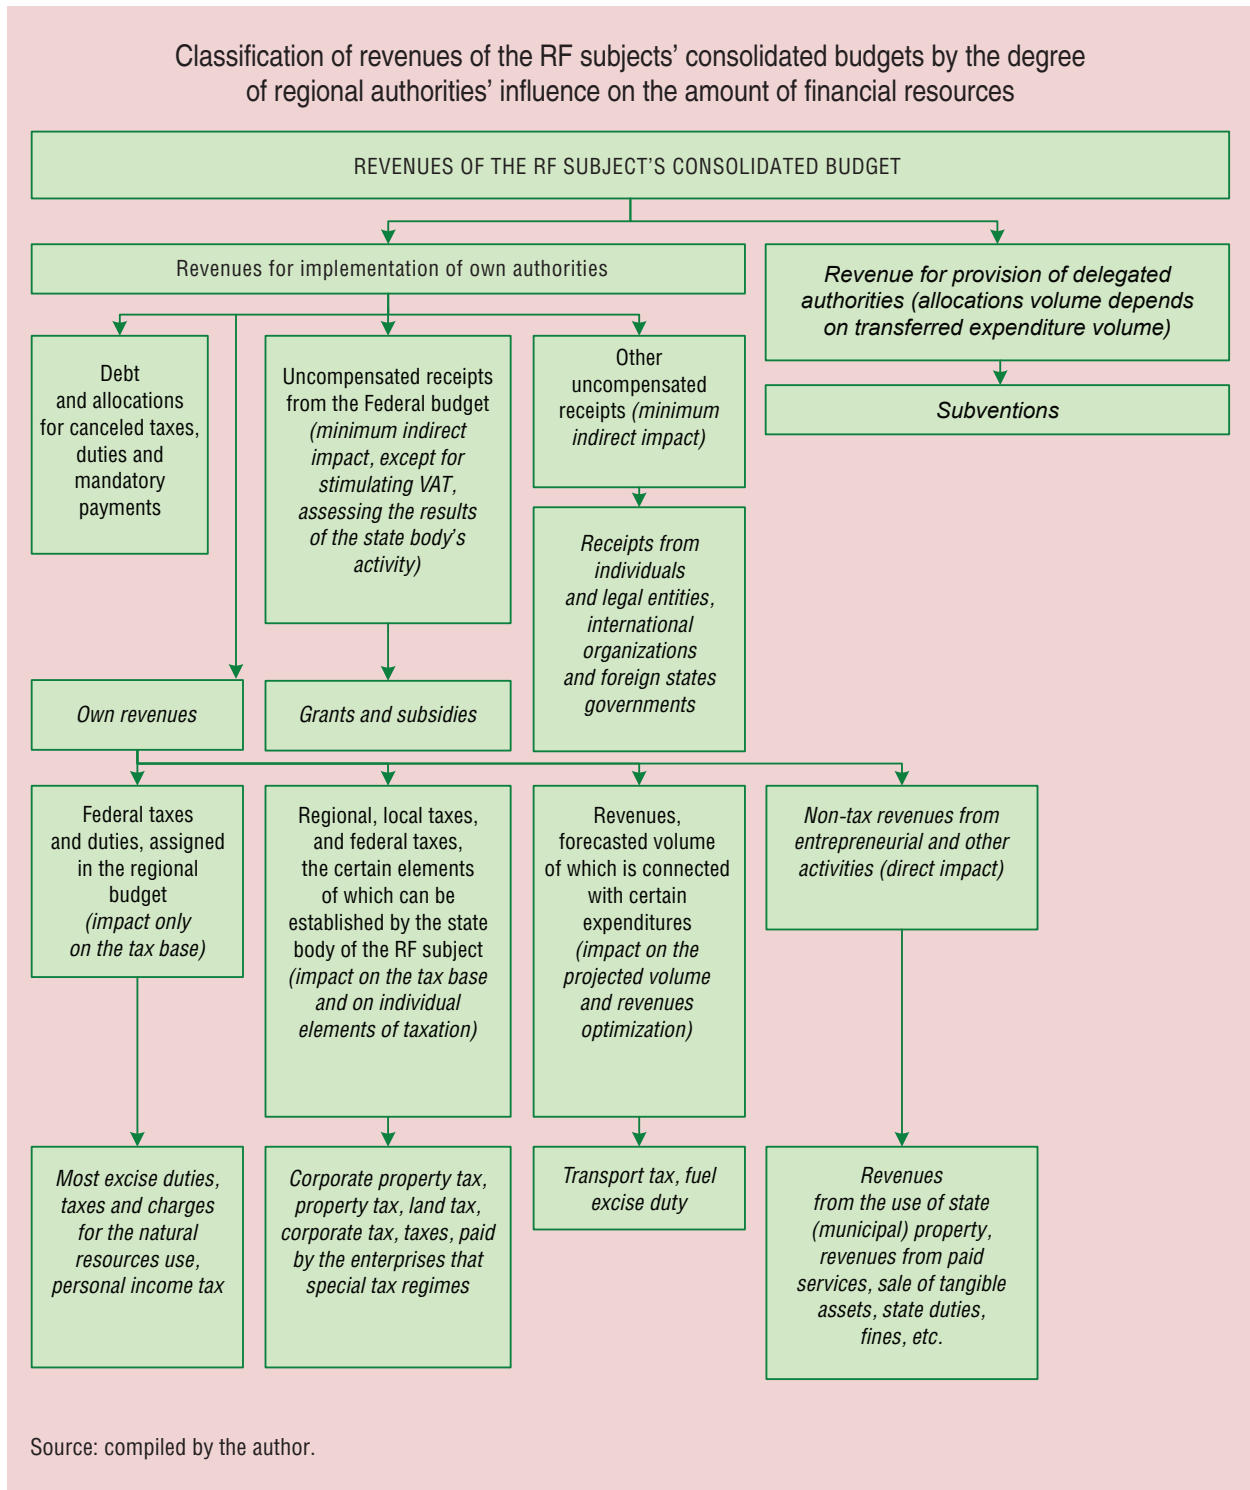 Classification of revenues of the RF subjects' consolidated budgets by the degree
of regional authorities' influence on the amount of financial resources
REVENUES OF THE RF SUBJECT'S CONSOLIDATED BUDGET
Revenues for implementation of own authorities
Revenue for provision of delegated
authorities (allocations volume depends
on transferred expenditure volume)
Subventions
Debt
and allocations
for canceled taxes,
duties and
mandatory
payments
Uncompensated receipts
from the Federal budget
(minimum indirect
impact, except for
stimulating VAT,
assessing the results
of the state body's
activity)
Other
uncompensated
receipts (minimum
indirect impact)
Receipts from
individuals
and legal entities,
international
organizations
and foreign states
governments
Own revenues
Grants and subsidies
Federal taxes
and duties, assigned
in the regional
budget
(impact only
on the tax base)
Regional, local taxes,
and federal taxes,
the certain elements
of which can be
established by the state
body of the RF subject
(impact on the tax base
and on individual
elements of taxation)
Revenues,
forecasted volume
of which is connected
with certain
expenditures
(impact on the
projected volume
and revenues
optimization)
Non-tax revenues from
entrepreneurial and other
activities (direct impact)
Most excise duties,
taxes and charges
for the natural
resources use,
personal income tax
Corporate property tax,
property tax, land tax,
corporate tax, taxes, paid
by the enterprises that
special tax regimes
Transport tax, fuel
excise duty
Revenues
from the use of state
(municipal) property,
revenues from paid
services, sale of tangible
assets, state duties,
fines, etc.
Source: compiled by the author.